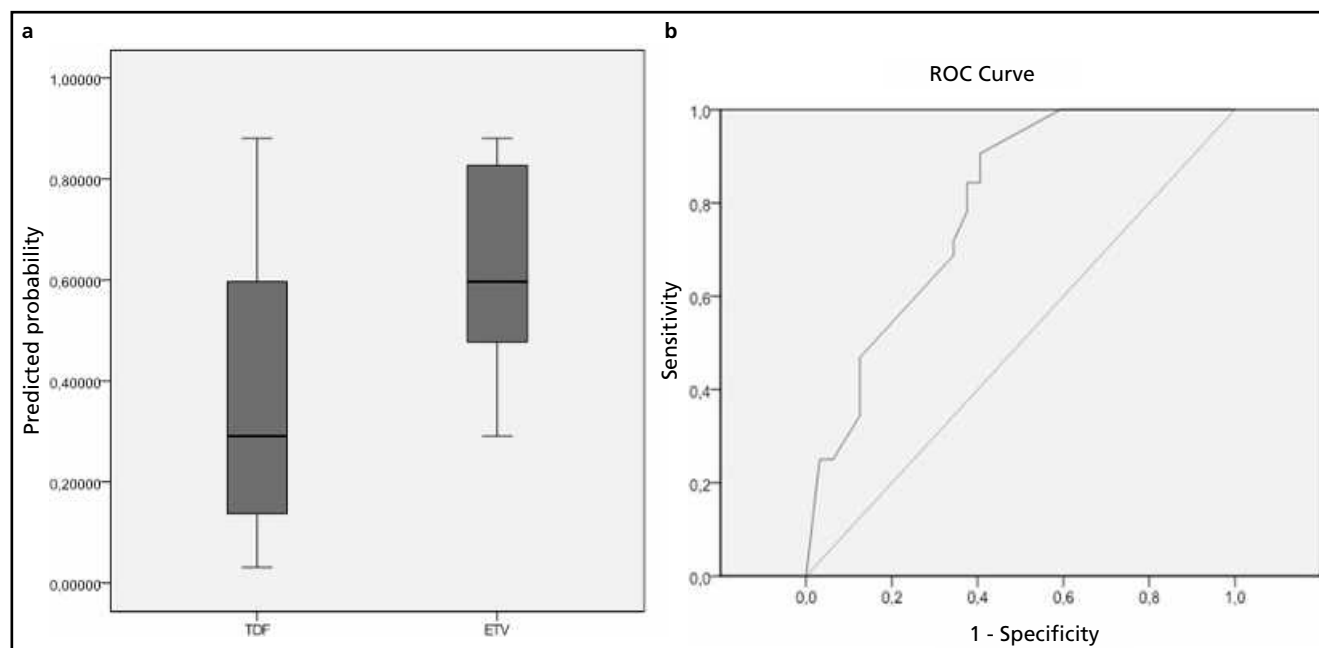 a
Predicted probability
1,00000
0,80000
0,60000
0,40000
0,20000
0,00000
TDF
ETV
b
ROC Curve
Sensitivity
1,0
0,8
0,6
0,4
0,2
0,0
0,0 0,2 0,4 0,6 0,8 1,0
1 - Specificity